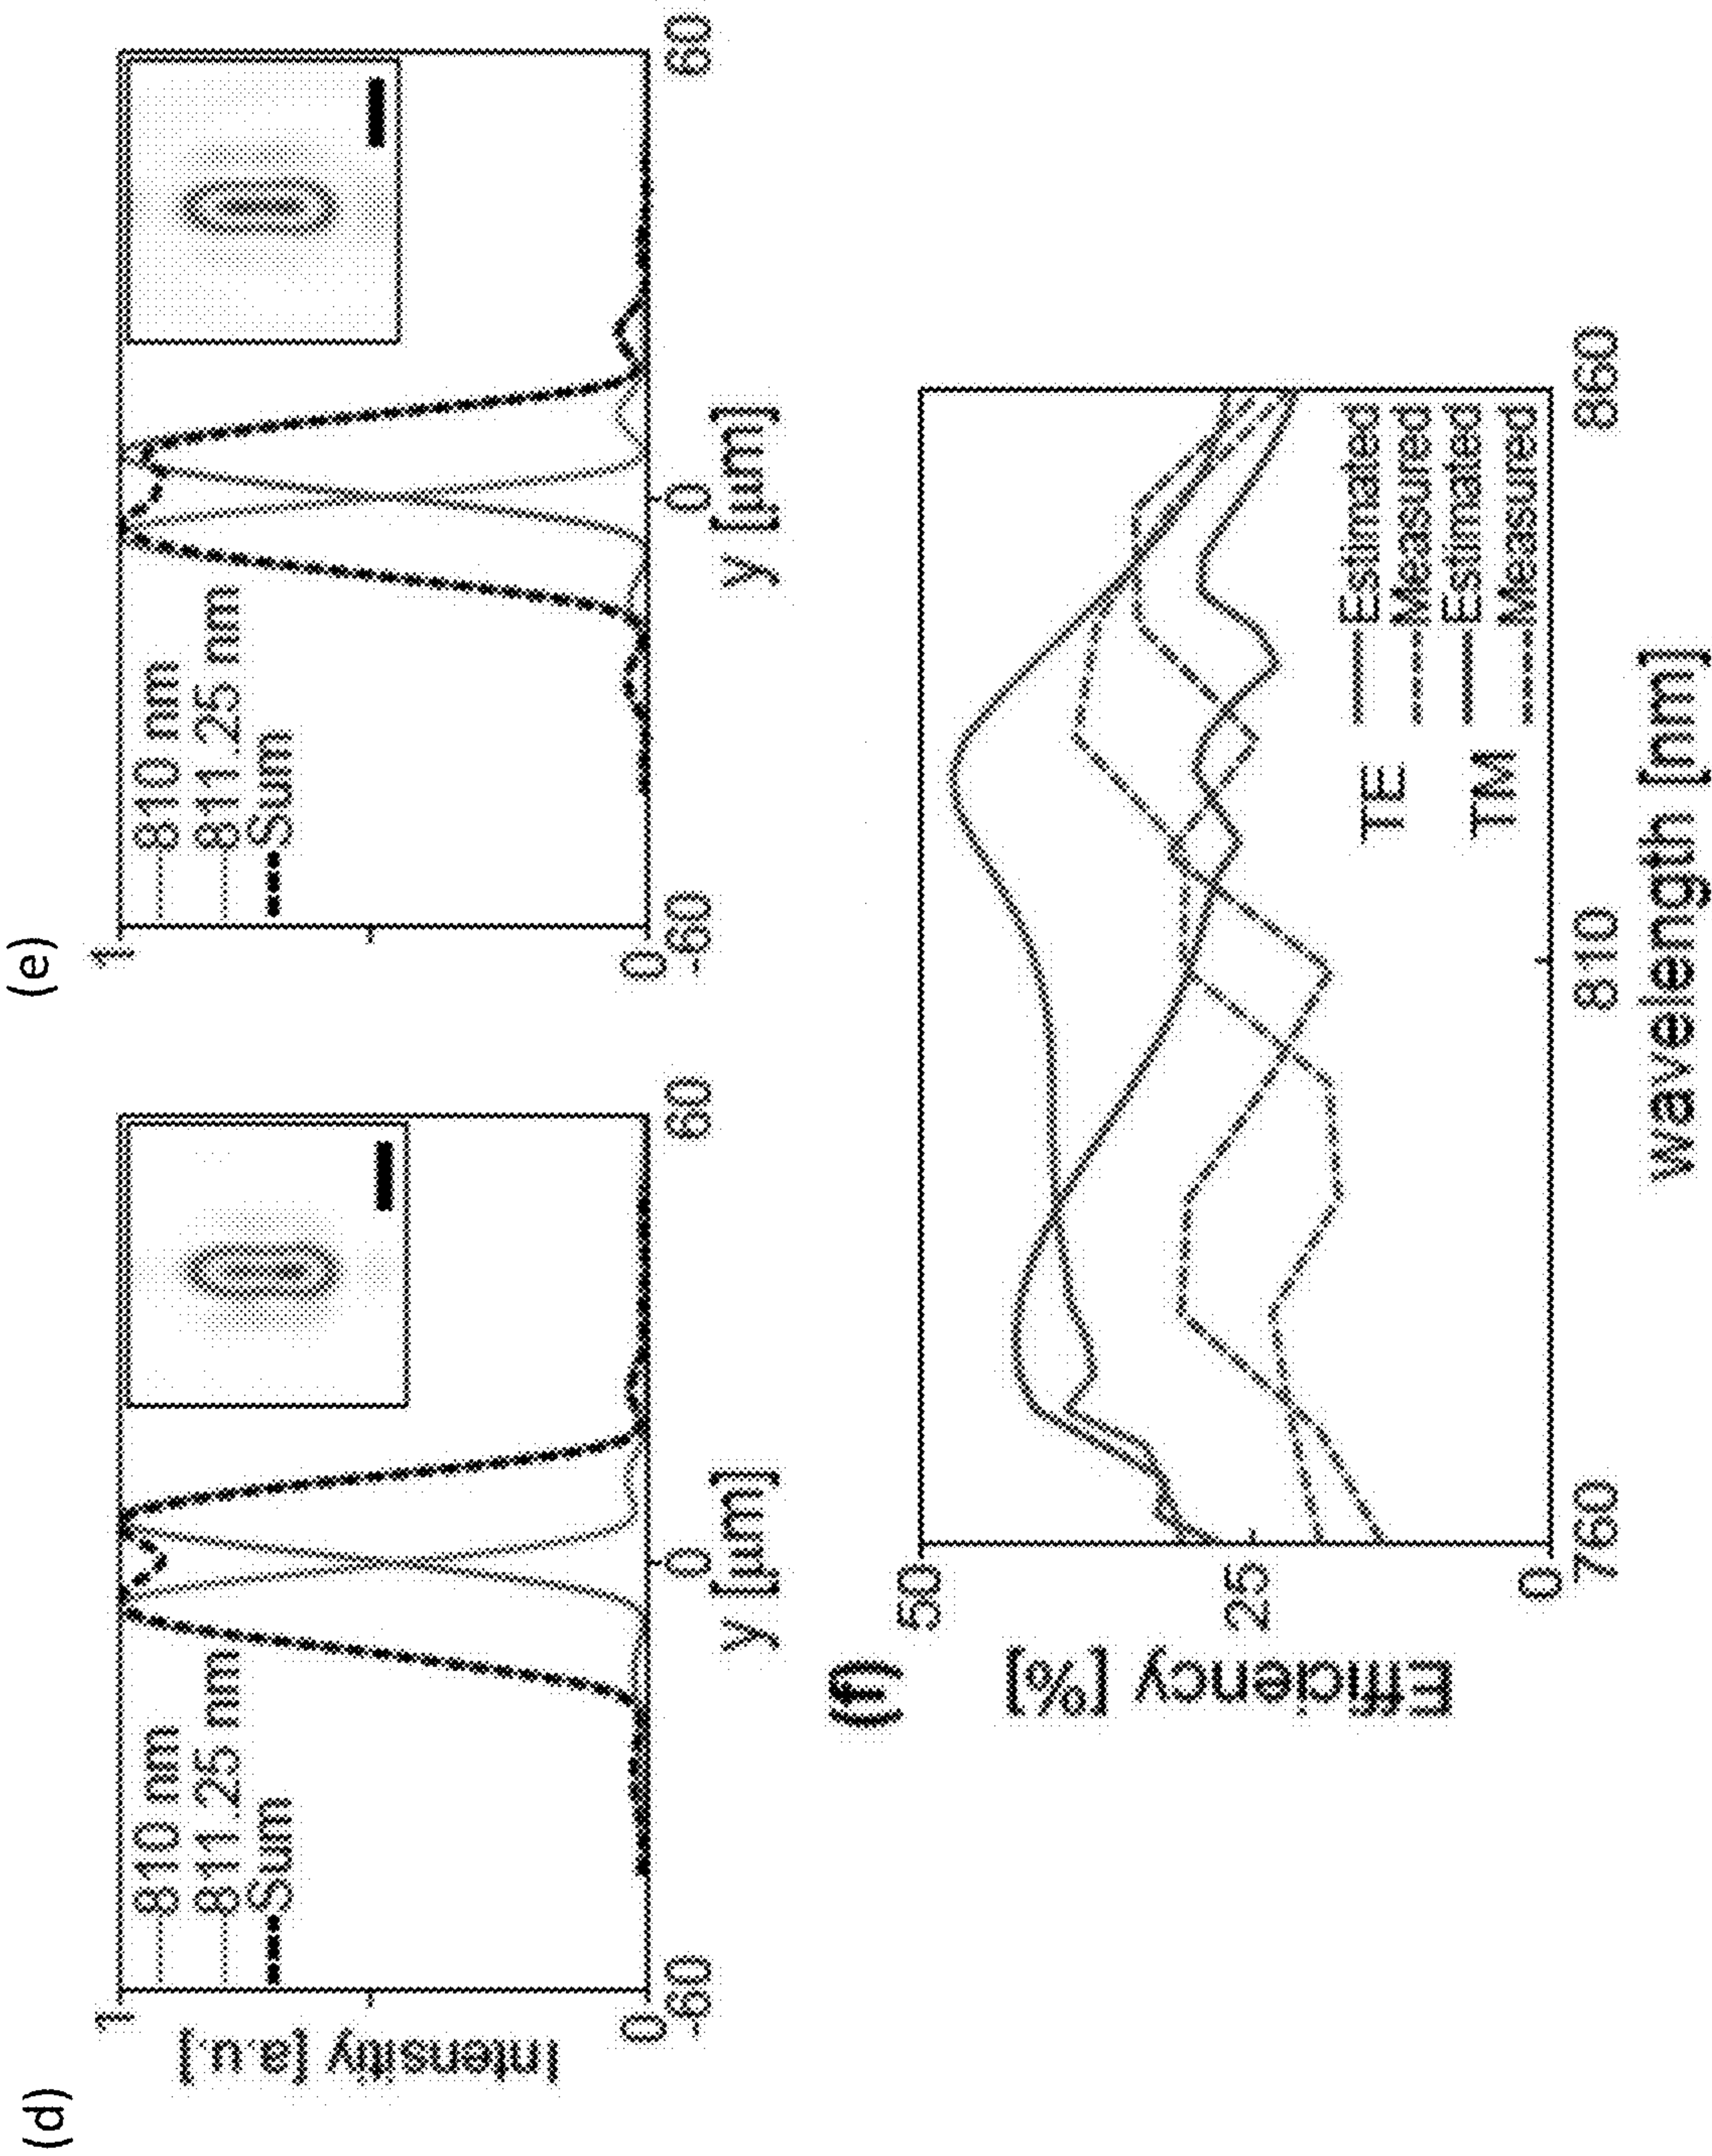 (d)
Intensitiy [a.u.]
1
0
-60
0
60
y [µm]
810 nm
811.25 nm
Sum
(e)
1
0
-60
0
60
y [µm]
810 nm
811.25 nm
Sum
(f)
Efficiency [%]
50
25
0
760
810
860
wavelength [nm]
TE
Estimated
Measured
TM
Estimated
Measured